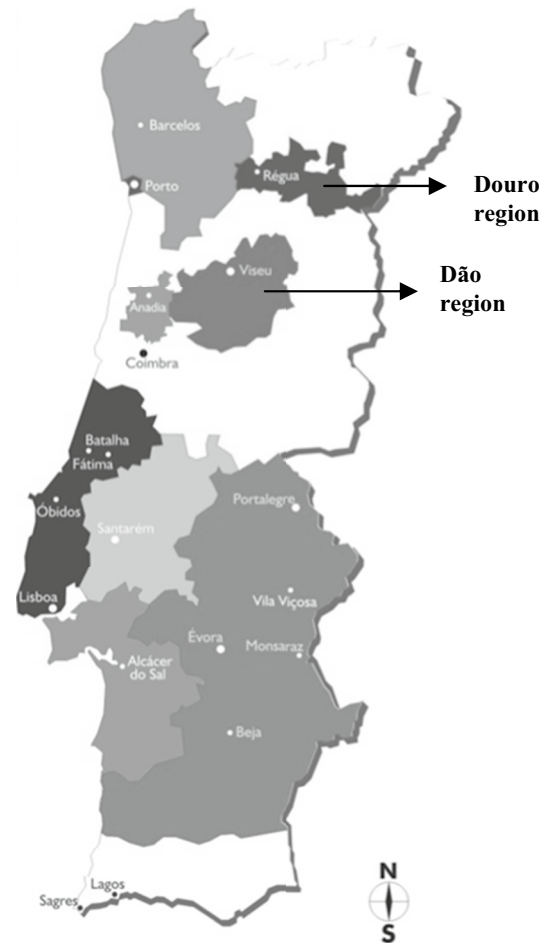 Barcelos
Porto
Régua
Douro
region
Viseu
Dão
region
Anadia
Coimbra
Batalha
Fátima
Óbidos
Portalegre
Santarém
Lisboa
Vila Viçosa
Évora
Monsaraz
Alcácer
do Sal
Beja
Lagos
Sagres
N
S